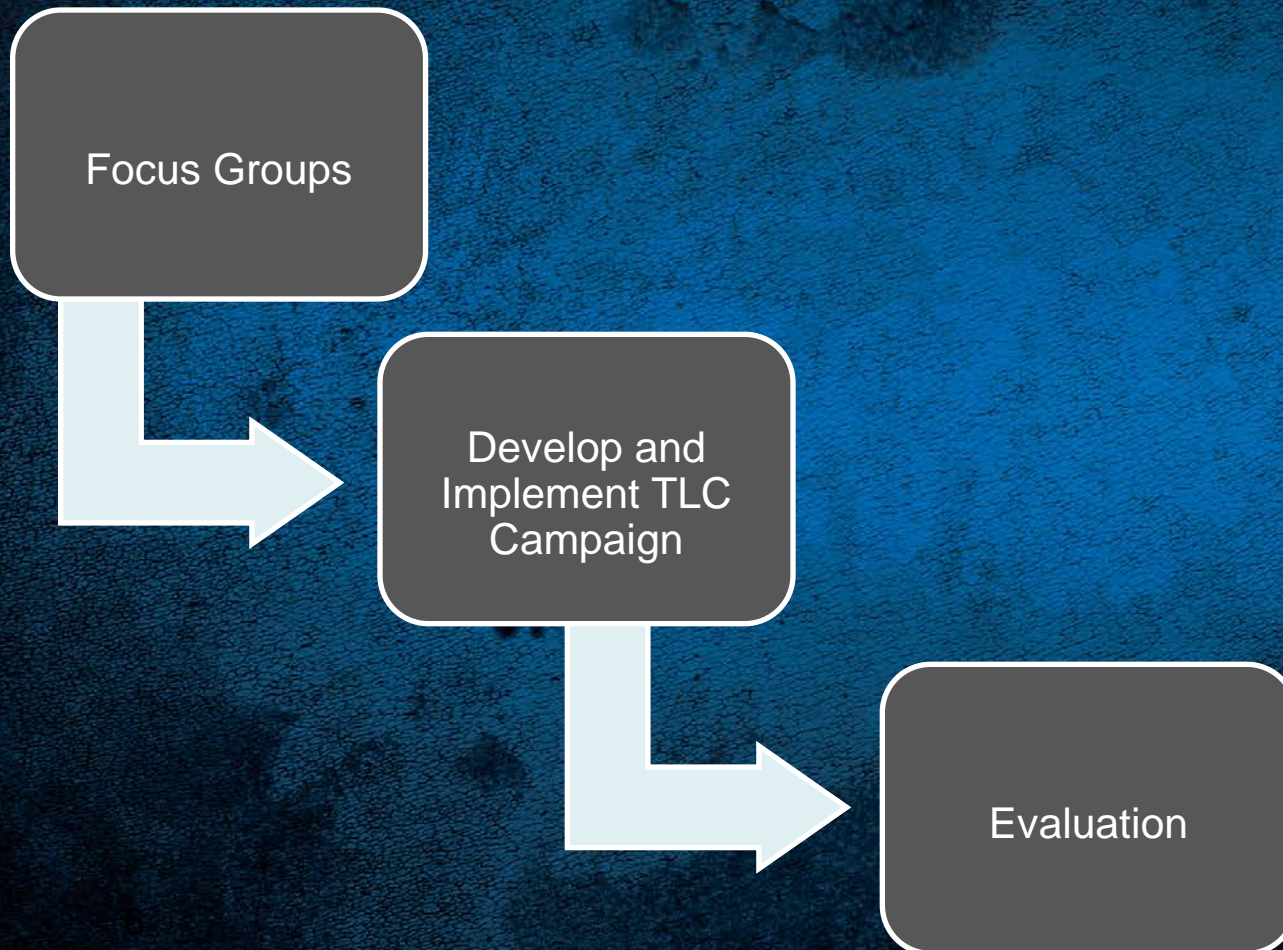 Focus Groups
Develop and
Implement TLC
Campaign
Evaluation